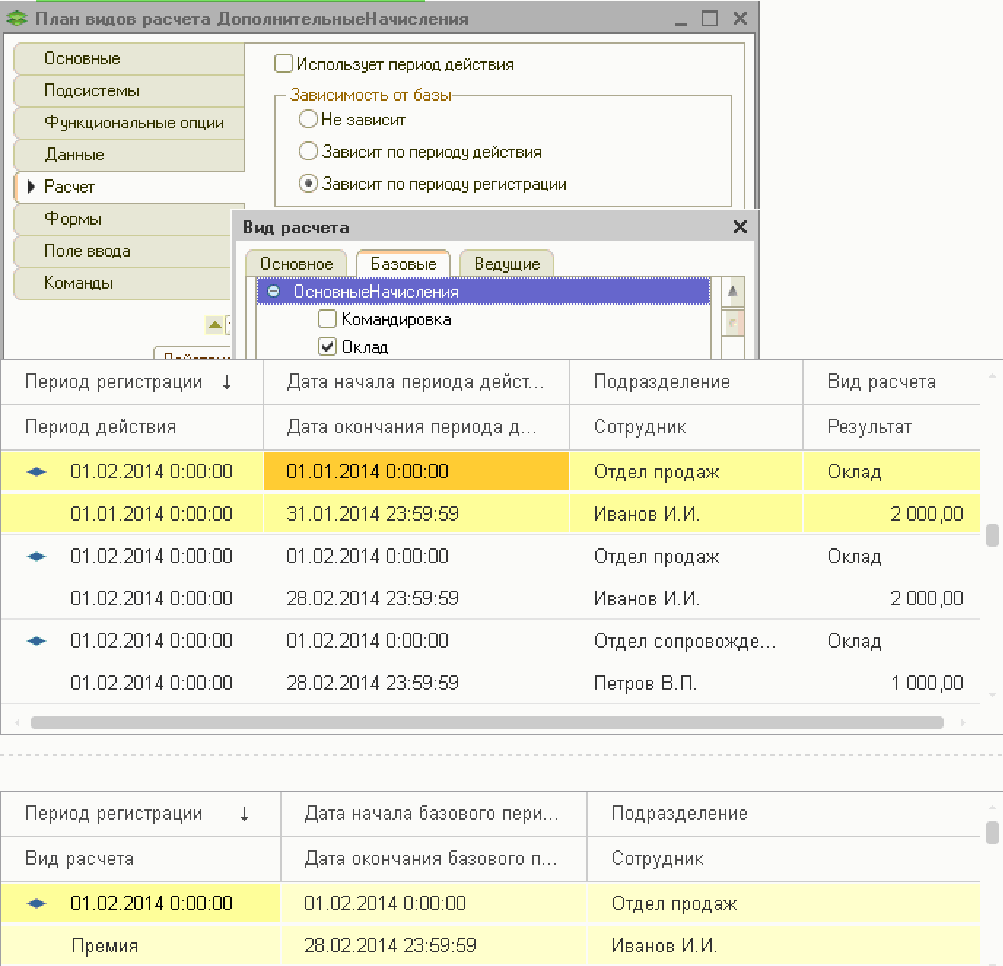 План видов расчета ДополнительныеНачисления
Основные
Подсистемы
Функциональные опции
Данные
Расчет
Формы
Поле ввода
Команды
Использует период действия
Зависимость от базы
Не зависит
Зависит по периоду действия
Зависит по периоду регистрации
Вид расчета
Основное Базовые Ведущие
ОсновныеНачисления
Командировка
Оклад
Период регистрации ↓ Дата начала периода дейст... Подразделение Вид расчета
Период действия Дата окончания периода д... Сотрудник Результат
01.02.2014 0:00:00 01.01.2014 0:00:00 Отдел продаж Оклад
01.01.2014 0:00:00 31.01.2014 23:59:59 Иванов И.И. 2 000,00
01.02.2014 0:00:00 01.02.2014 0:00:00 Отдел продаж Оклад
01.02.2014 0:00:00 28.02.2014 23:59:59 Иванов И.И. 2 000,00
01.02.2014 0:00:00 01.02.2014 0:00:00 Отдел сопровожде... Оклад
01.02.2014 0:00:00 28.02.2014 23:59:59 Петров В.П. 1 000,00
Период регистрации ↓ Дата начала базового пери... Подразделение
Вид расчета Дата окончания базового п... Сотрудник
01.02.2014 0:00:00 01.02.2014 0:00:00 Отдел продаж
Премия 28.02.2014 23:59:59 Иванов И.И.